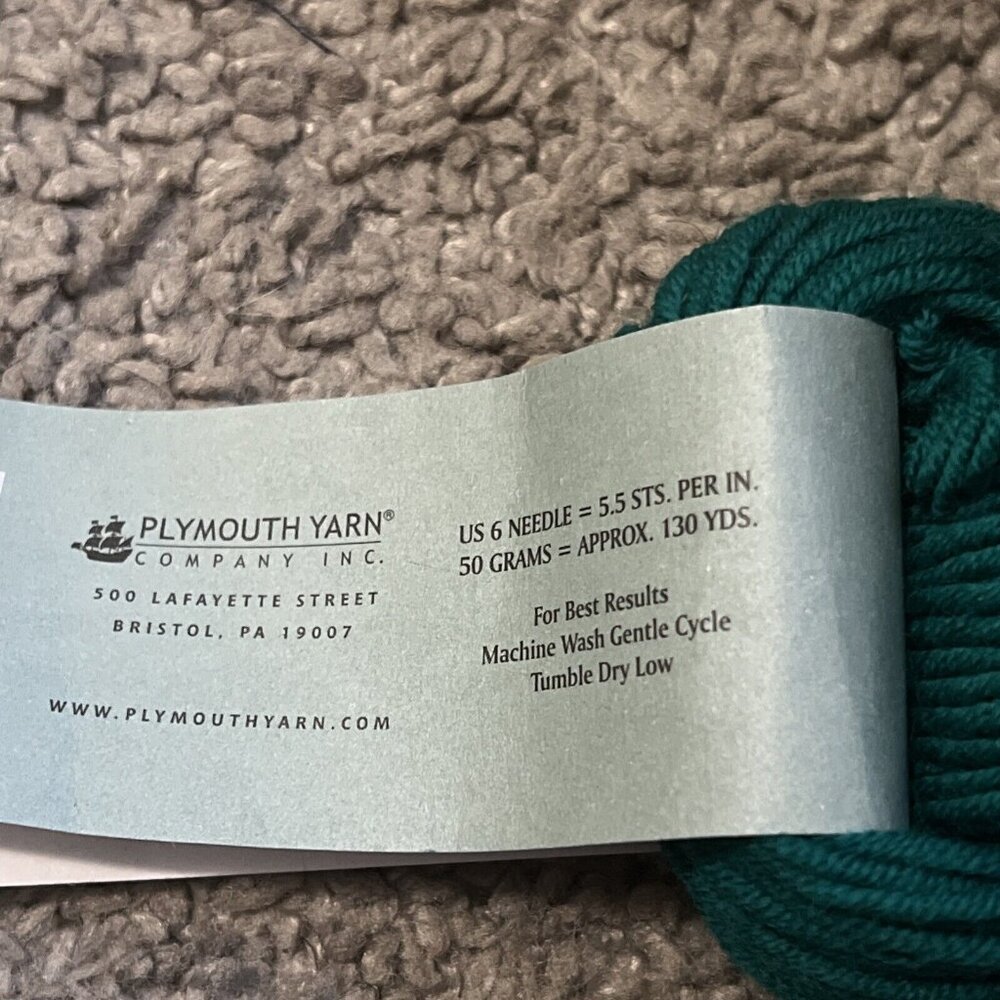 PLYMOUTH YARN®
COMPANY INC.
500 LAFAYETTE STREET
BRISTOL, PA 19007
WWW.PLYMOUTHYARN.COM
US 6 NEEDLE = 5.5 STS. PER IN.
50 GRAMS = APPROX. 130 YDS.
For Best Results
Machine Wash Gentle Cycle
Tumble Dry Low